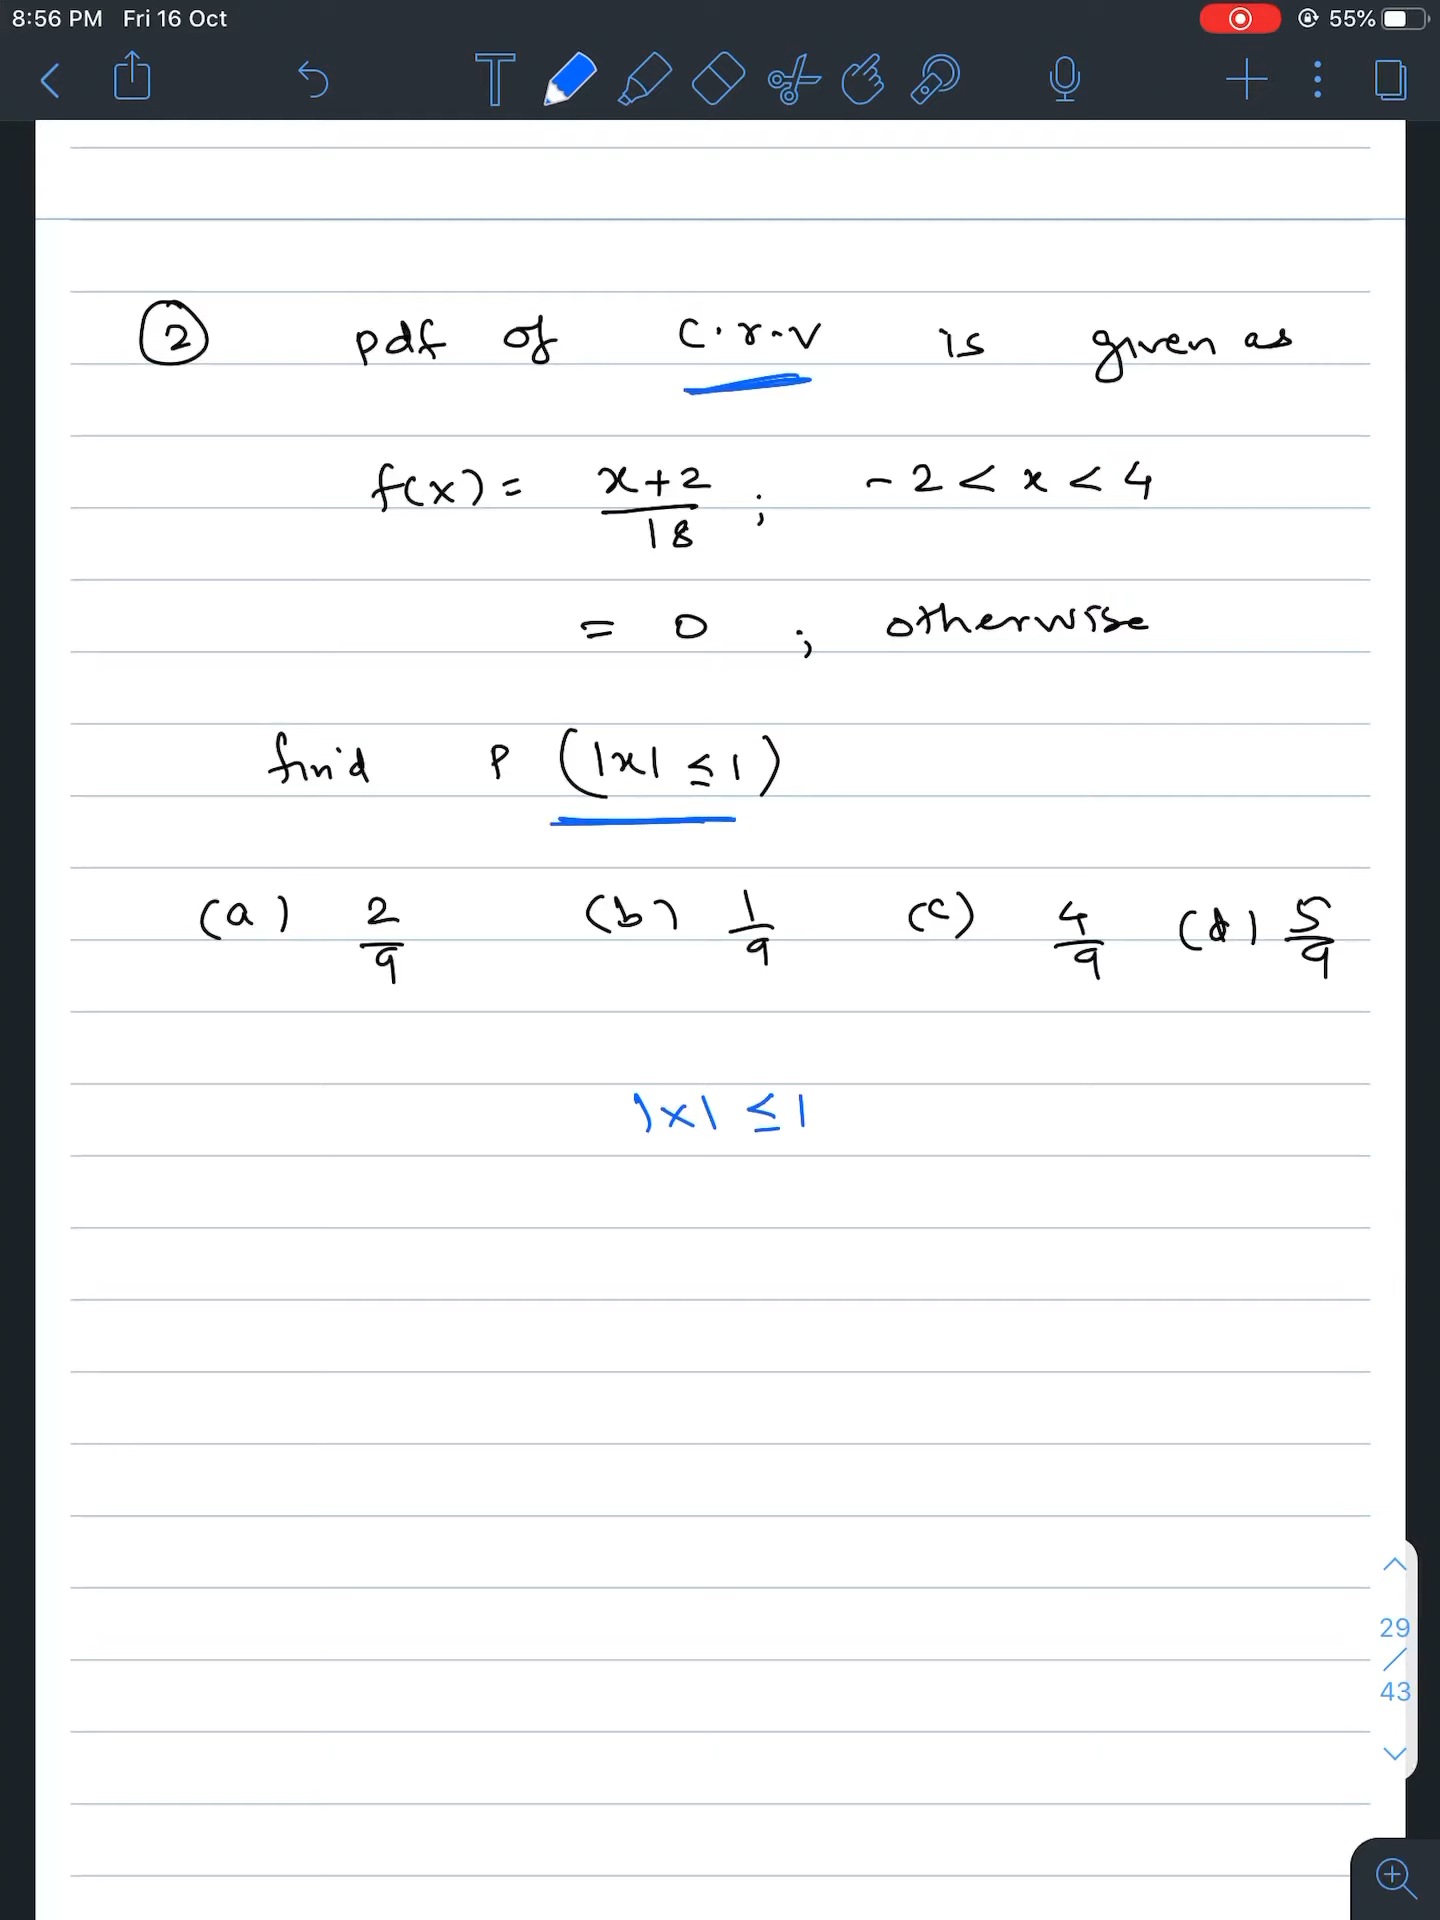 8:56 PM Fri 16 Oct 55%
T
② pdf of C.r.v is given as
f(x) = x+2/18 ; -2 < x < 4
= 0 ; otherwise
find P (|x| ≤ 1)
(a) 2/9 (b) 1/9 (c) 4/9 (d) 5/9
|x| ≤ 1
29
/
43